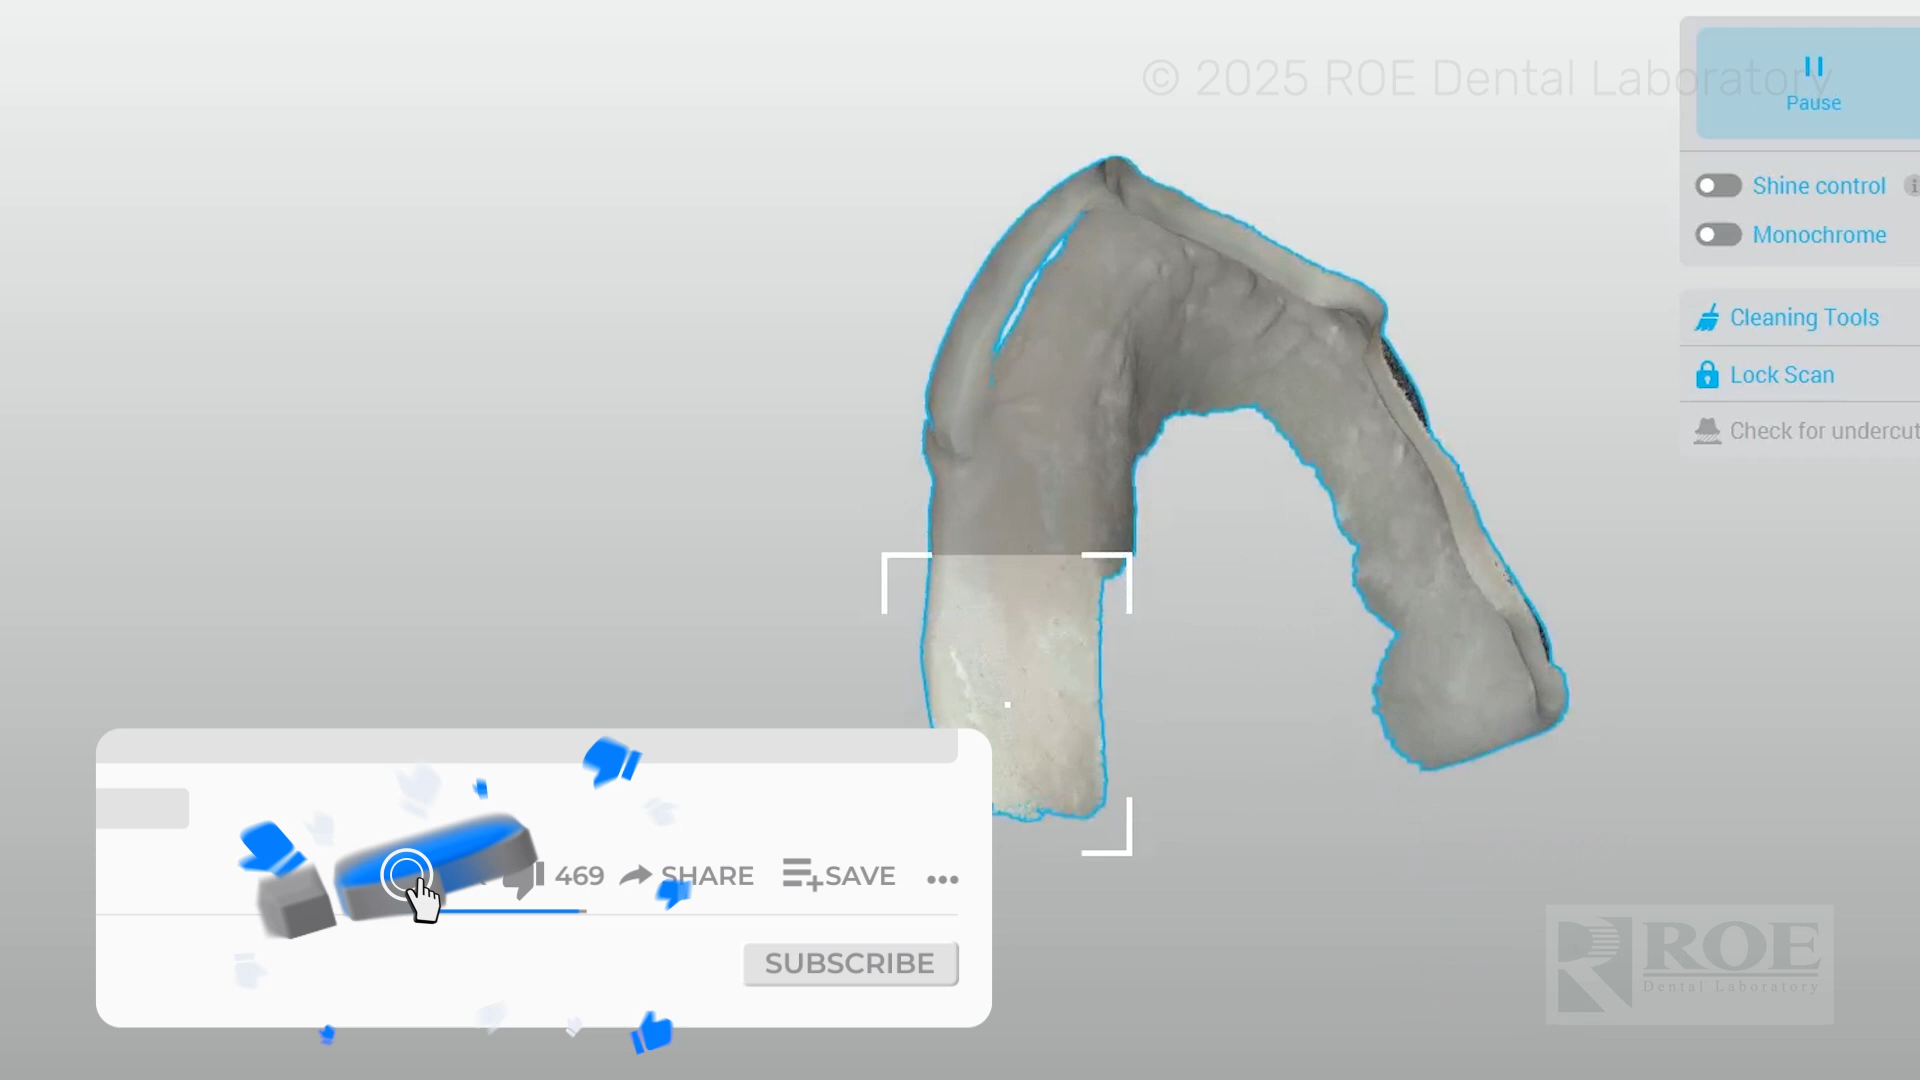 © 2025 ROE Dental Laboratory
Pause
Shine control
Monochrome
Cleaning Tools
Lock Scan
Check for undercut
469
SHARE
SAVE
SUBSCRIBE
ROE
Dental Laboratory